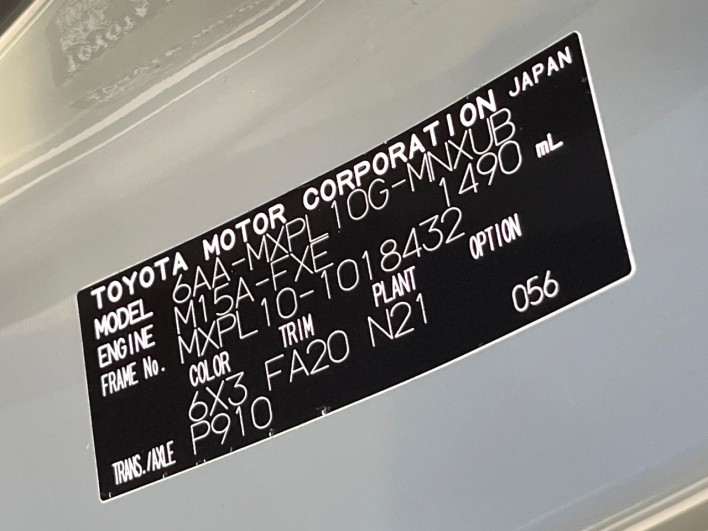 TOYOTA MOTOR CORPORATION JAPAN
MODEL 6AA-MXPL10G-MNXUB
ENGINE M15A-FXE 1490 mL
FRAME No. MXPL10-1018432
COLOR TRIM PLANT OPTION
6X3 FA20 N21 056
TRANS./AXLE P910